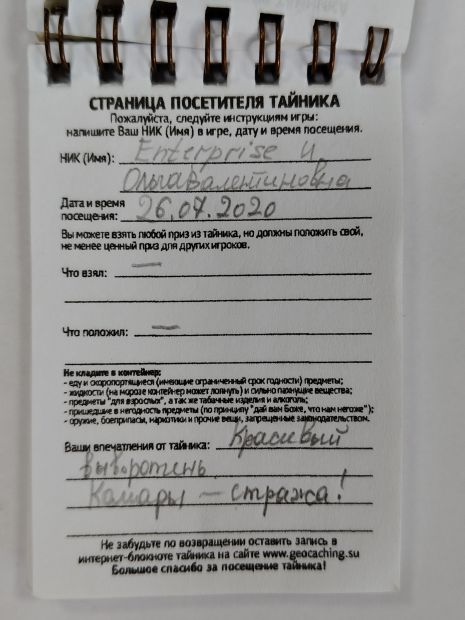 СТРАНИЦА ПОСЕТИТЕЛЯ ТАЙНИКА
Пожалуйста, следуйте инструкциям игры:
напишите Ваш НИК (Имя) в игре, дату и время посещения.
НИК (Имя): Enterprise и
ОльгаВалентиновна
Дата и время
посещения: 26.07.2020
Вы можете взять любой приз из тайника, но должны положить свой,
не менее ценный приз для других игроков.
Что взял: —
Что положил: —
Не кладите в контейнер:
- еду и скоропортящиеся (имеющие ограниченный срок годности) предметы;
- жидкости (на морозе контейнер может лопнуть) и сильно пахнущие вещества;
- предметы "для взрослых", а так же табачные изделия и алкоголь;
- пришедшие в негодность предметы (по принципу "дай вам Боже, что нам негоже");
- оружие, боеприпасы, наркотики и прочие вещи, запрещенные законодательством.
Ваши впечатления от тайника: Красивый
выворотень.
Комары – стража!
Не забудьте по возвращении оставить запись в
интернет-блокноте тайника на сайте www.geocaching.su
Большое спасибо за посещение тайника!